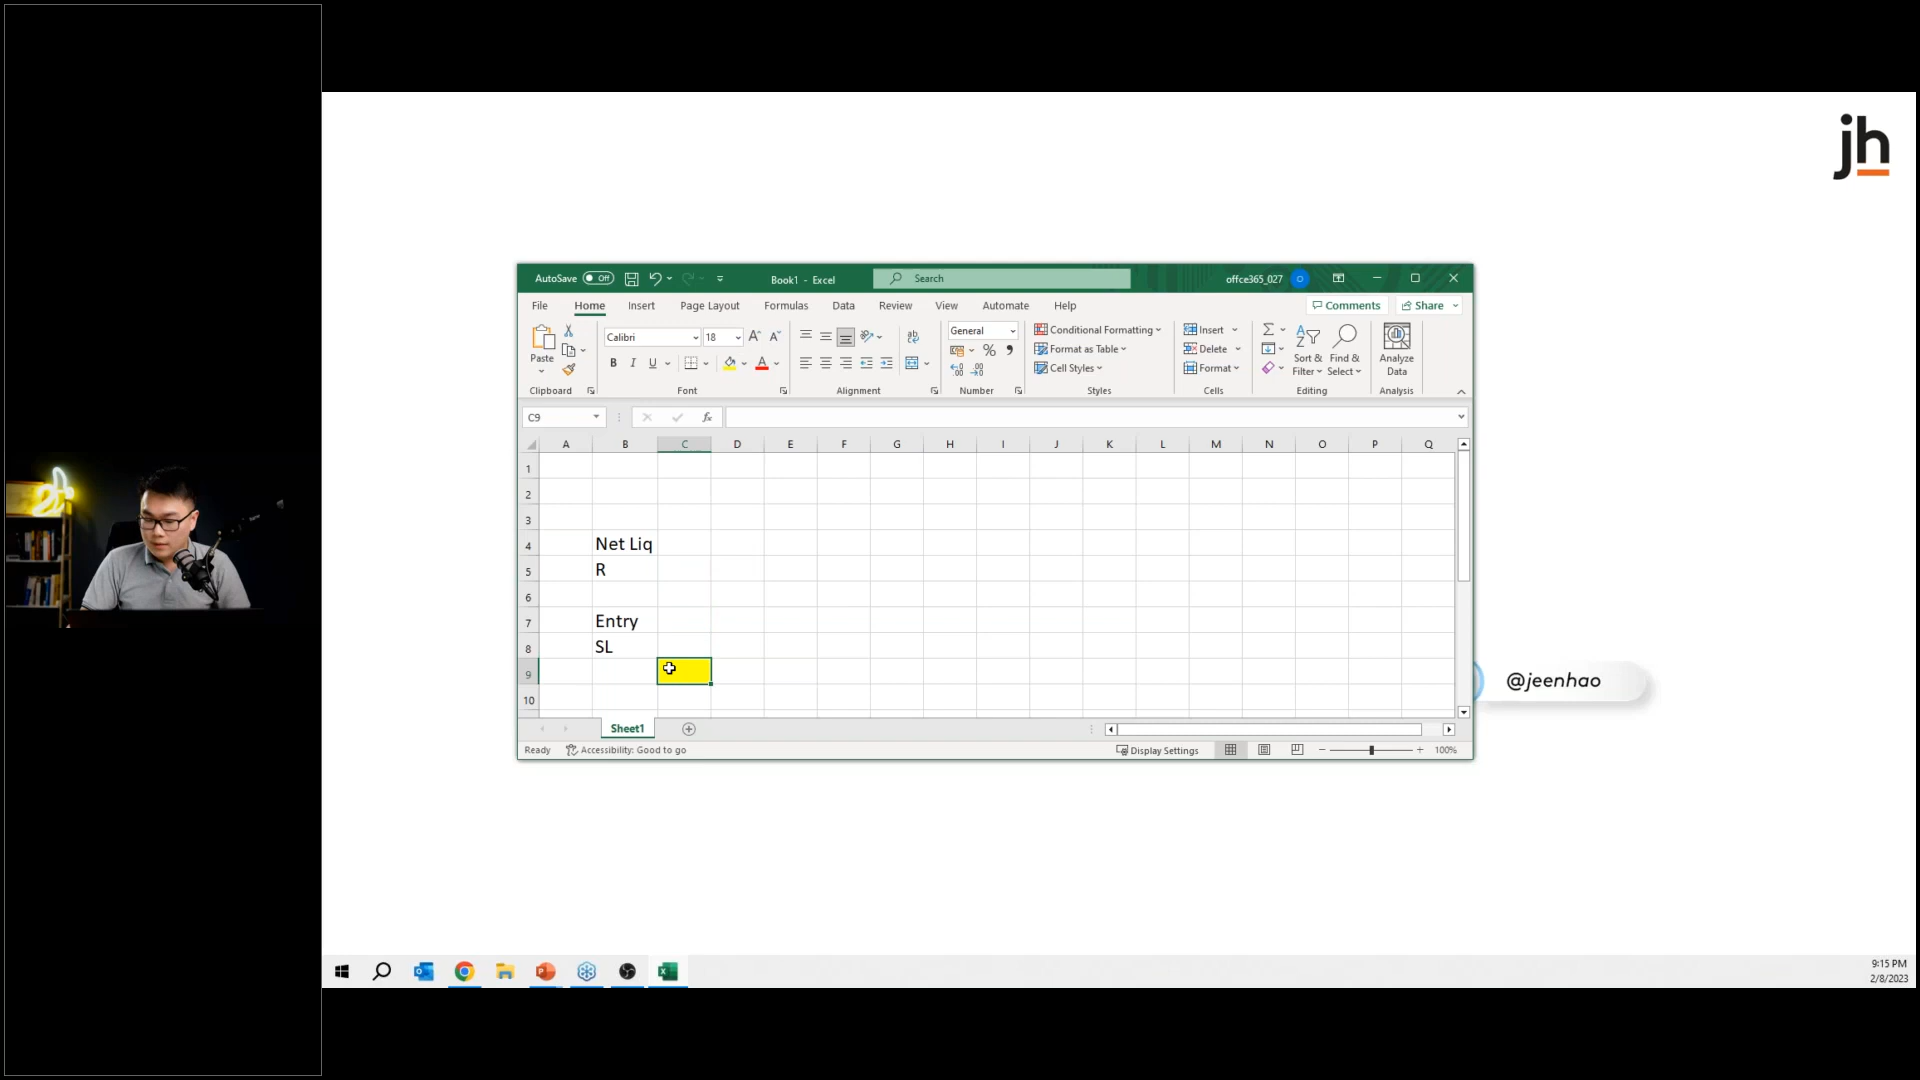 jh
AutoSave Off
Book1 - Excel
Search
offce365_027
File Home Insert Page Layout Formulas Data Review View Automate Help
Comments Share
Paste
Calibri 18
B I U
ab
General
% 9
Conditional Formatting
Format as Table
Cell Styles
Insert
Delete
Format
Sort & Filter
Find & Select
Analyze Data
Clipboard Font Alignment Number Styles Cells Editing Analysis
C9
fx
A B C D E F G H I J K L M N O P Q
1
2
3
4 Net Liq
5 R
6
7 Entry
8 SL
9
10
Sheet1
Ready Accessibility: Good to go
Display Settings
100%
@jeenhao
9:15 PM
2/8/2023